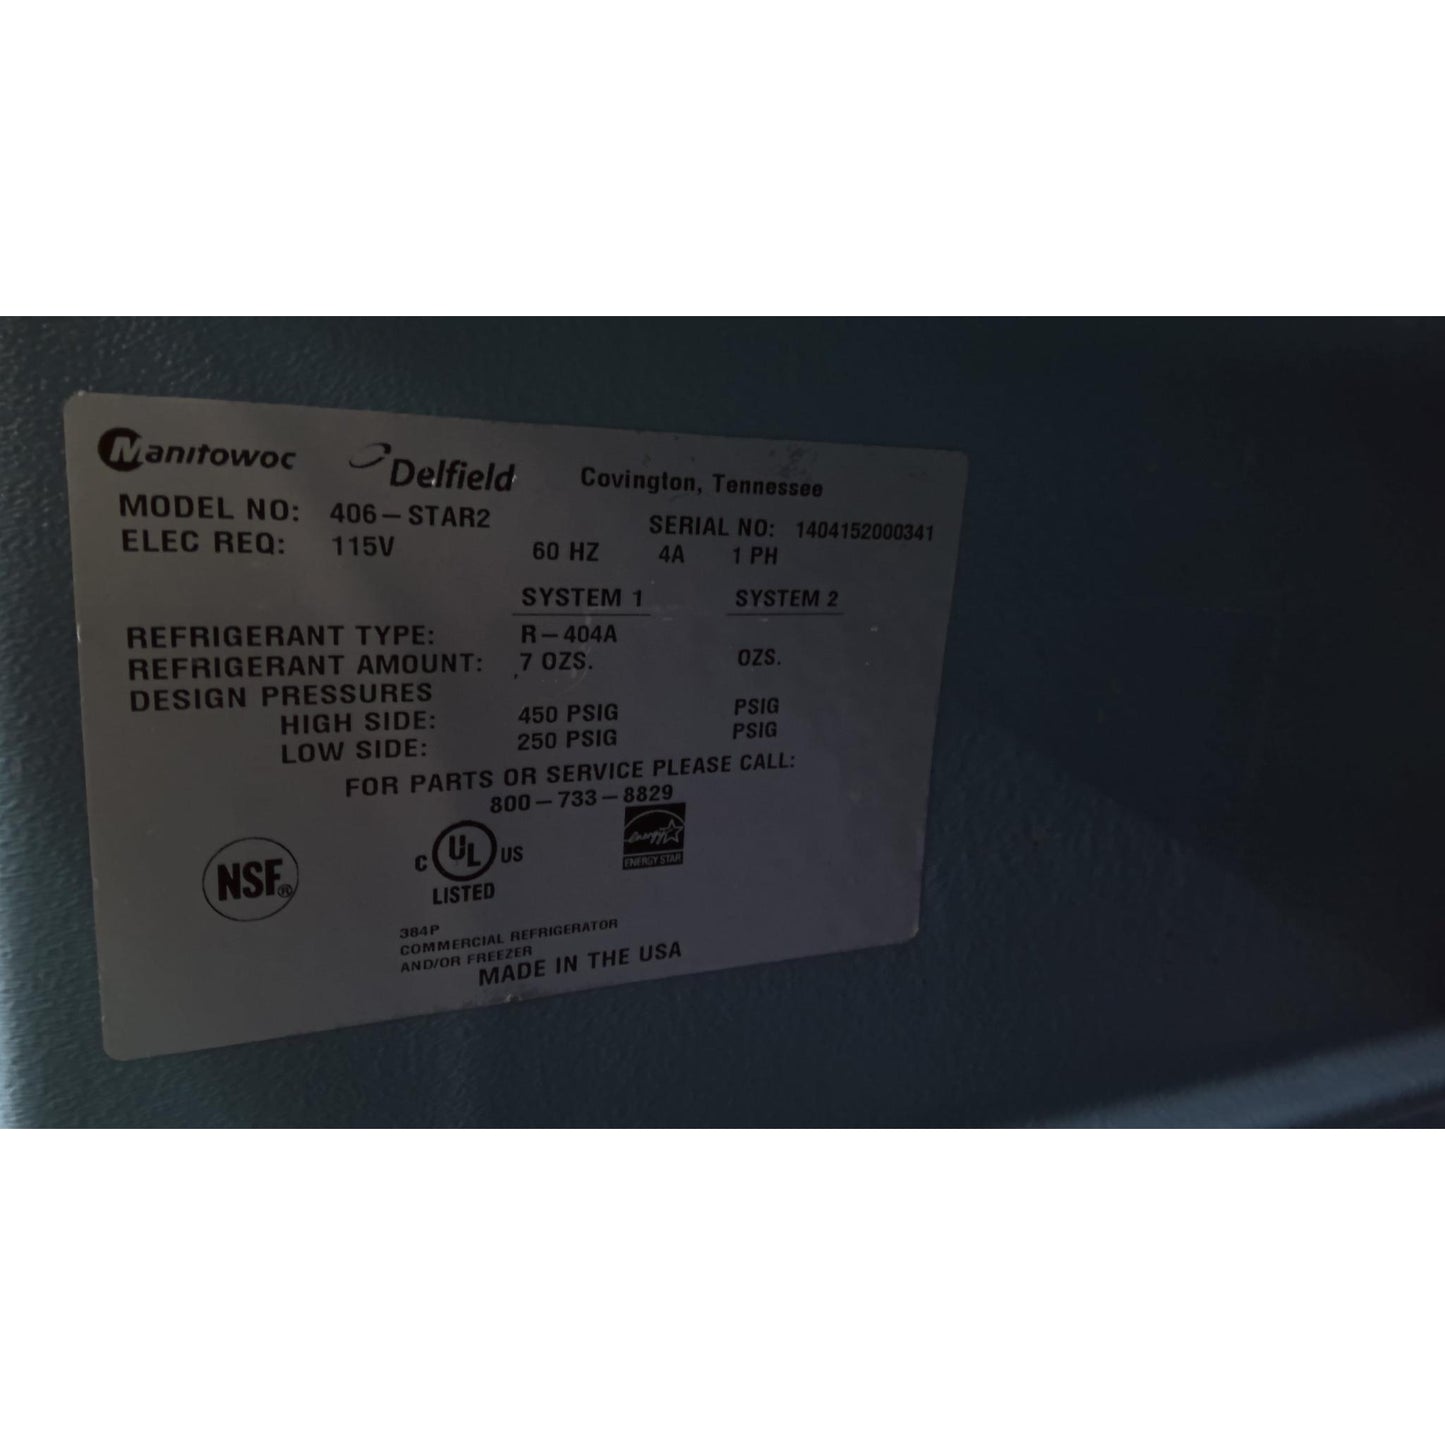 Manitowoc Delfield Covington, Tennessee
MODEL NO: 406-STAR2 SERIAL NO: 1404152000341
ELEC REQ: 115V 60 HZ 4A 1 PH
SYSTEM 1 SYSTEM 2
REFRIGERANT TYPE: R-404A
REFRIGERANT AMOUNT: 7 OZS. OZS.
DESIGN PRESSURES
HIGH SIDE: 450 PSIG PSIG
LOW SIDE: 250 PSIG PSIG
FOR PARTS OR SERVICE PLEASE CALL:
800-733-8829
NSF®
C UL US
LISTED
energy
ENERGY STAR
384P
COMMERCIAL REFRIGERATOR
AND/OR FREEZER
MADE IN THE USA